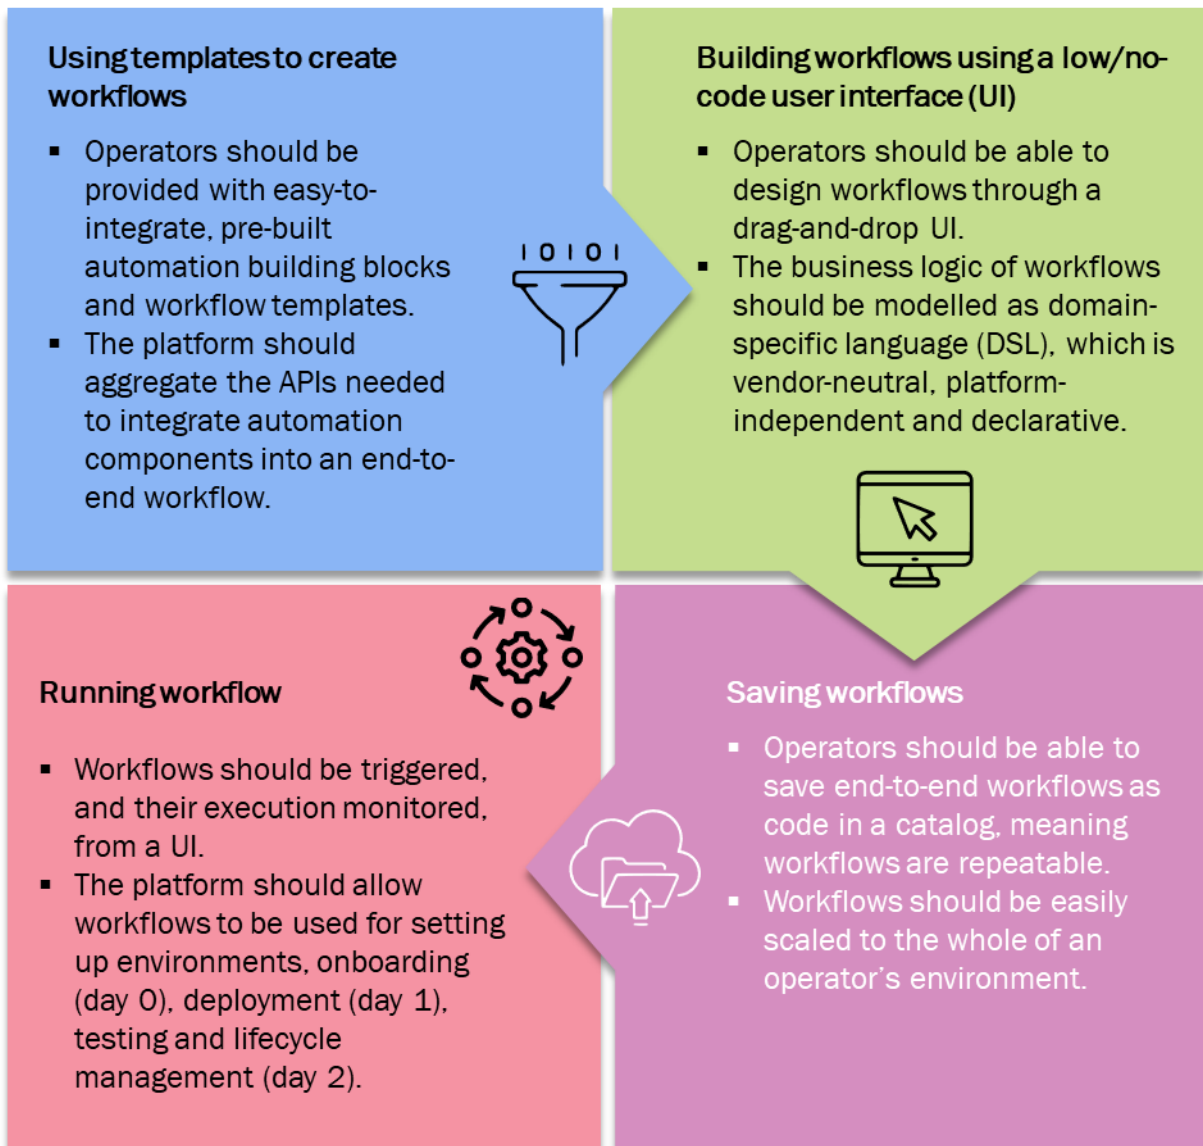 Using templates to create
workflows
▪ Operators should be
provided with easy-to-
integrate, pre-built
automation building blocks
and workflow templates.
▪ The platform should
aggregate the APIs needed
to integrate automation
components into an end-to-
end workflow.
10101
Building workflows using a low/no-
code user interface (UI)
▪ Operators should be able to
design workflows through a
drag-and-drop UI.
▪ The business logic of workflows
should be modelled as domain-
specific language (DSL), which is
vendor-neutral, platform-
independent and declarative.
Saving workflows
▪ Operators should be able to
save end-to-end workflows as
code in a catalog, meaning
workflows are repeatable.
▪ Workflows should be easily
scaled to the whole of an
operator’s environment.
Running workflow
▪ Workflows should be triggered,
and their execution monitored,
from a UI.
▪ The platform should allow
workflows to be used for setting
up environments, onboarding
(day 0), deployment (day 1),
testing and lifecycle
management (day 2).